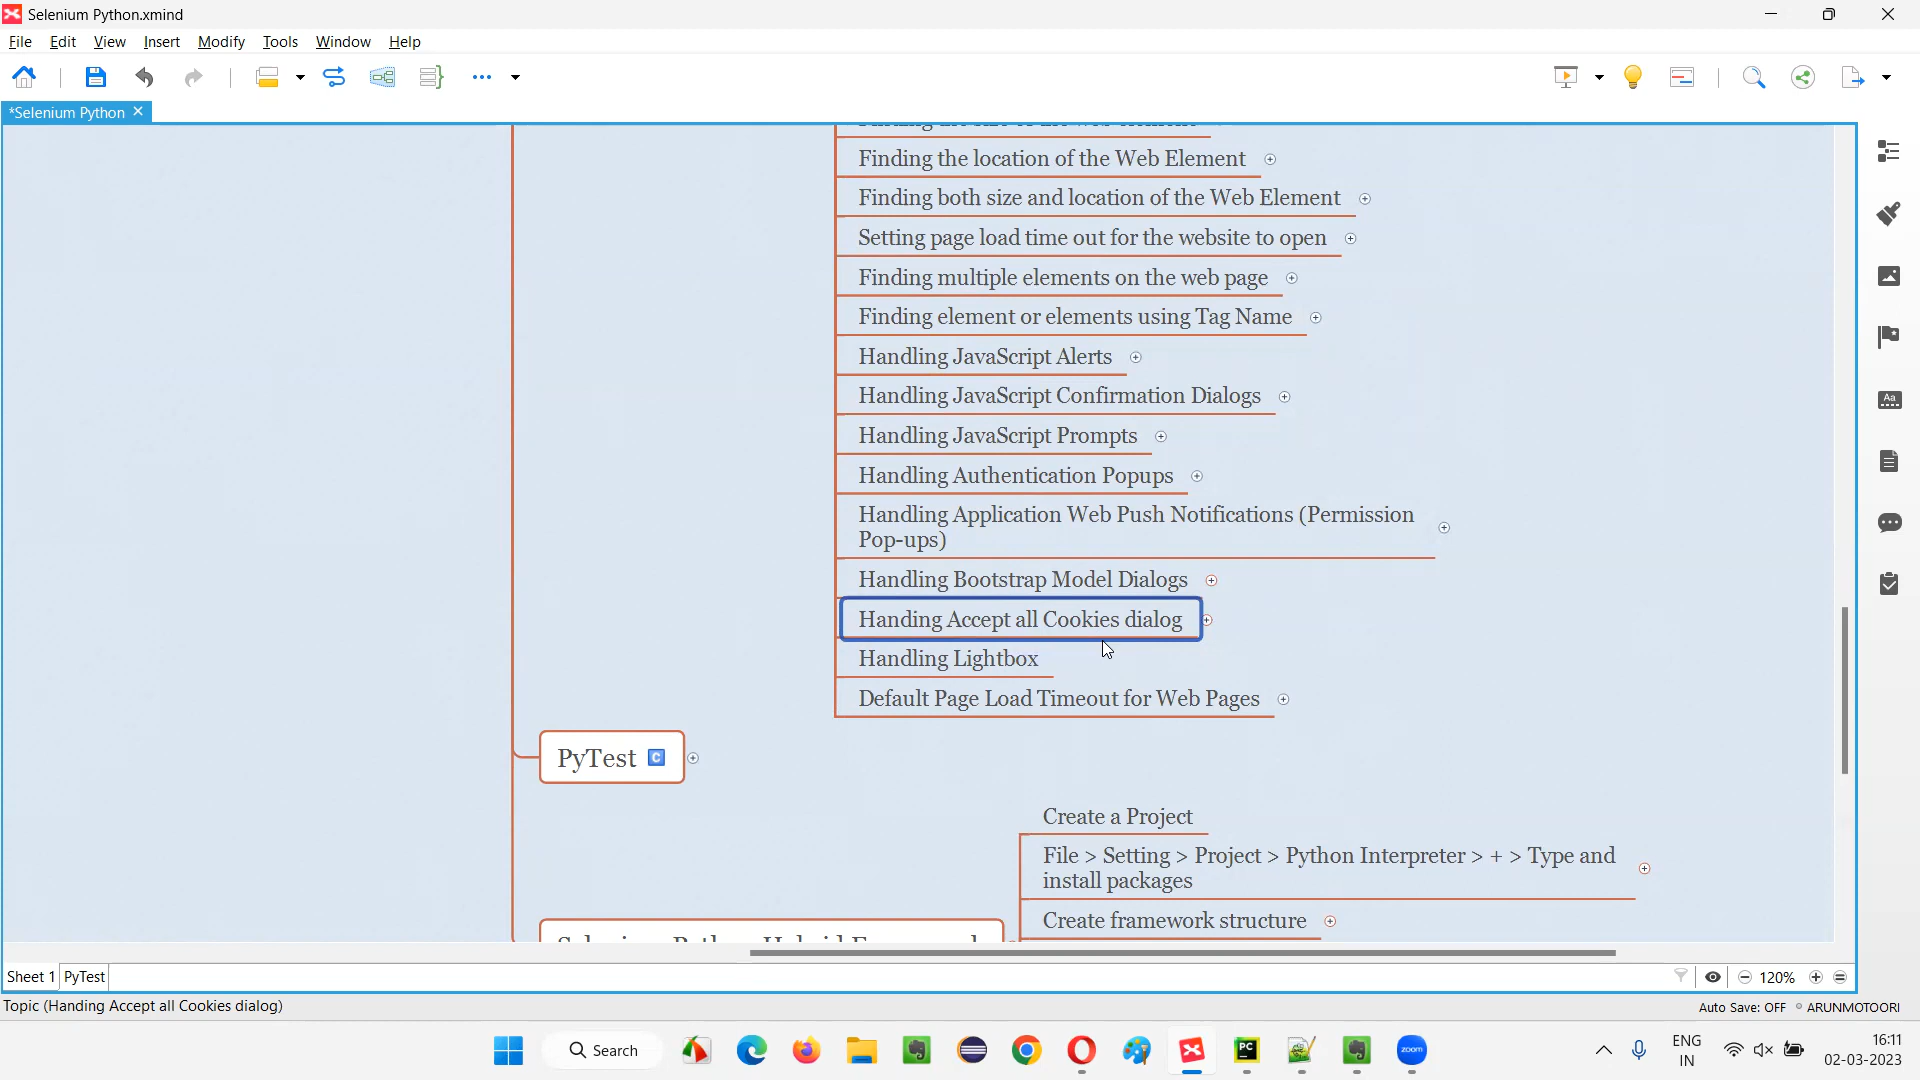 Selenium Python.xmind
File Edit View Insert Modify Tools Window Help
*Selenium Python
Finding the location of the Web Element
Finding both size and location of the Web Element
Setting page load time out for the website to open
Finding multiple elements on the web page
Finding element or elements using Tag Name
Handling JavaScript Alerts
Handling JavaScript Confirmation Dialogs
Handling JavaScript Prompts
Handling Authentication Popups
Handling Application Web Push Notifications (Permission
Pop-ups)
Handling Bootstrap Model Dialogs
Handing Accept all Cookies dialog
Handling Lightbox
Default Page Load Timeout for Web Pages
PyTest C
Create a Project
File > Setting > Project > Python Interpreter > + > Type and
install packages
Create framework structure
Sheet 1 PyTest
120%
Topic (Handing Accept all Cookies dialog)
Auto Save: OFF ARUNMOTOORI
Search
PC
zoom
ENG
IN
16:11
02-03-2023
Aa